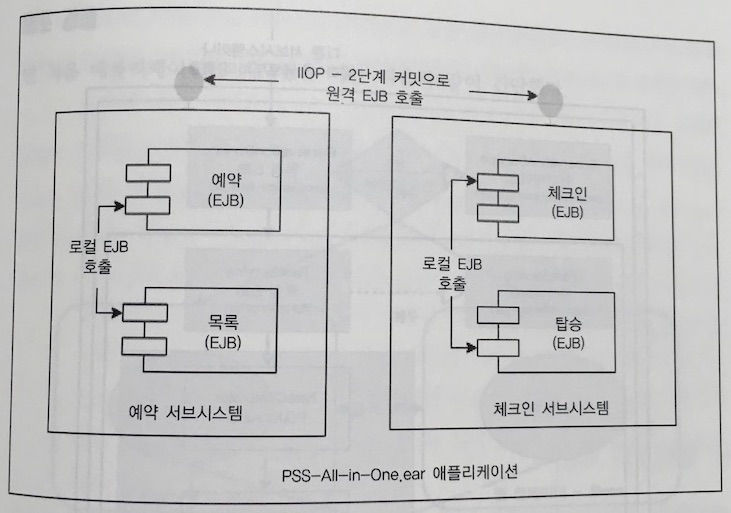 IIOP - 2단계 커밋으로
원격 EJB 호출
예약
(EJB)
로컬 EJB
호출
목록
(EJB)
예약 서브시스템
체크인
(EJB)
로컬 EJB
호출
탑승
(EJB)
체크인 서브시스템
PSS-All-in-One.ear 애플리케이션